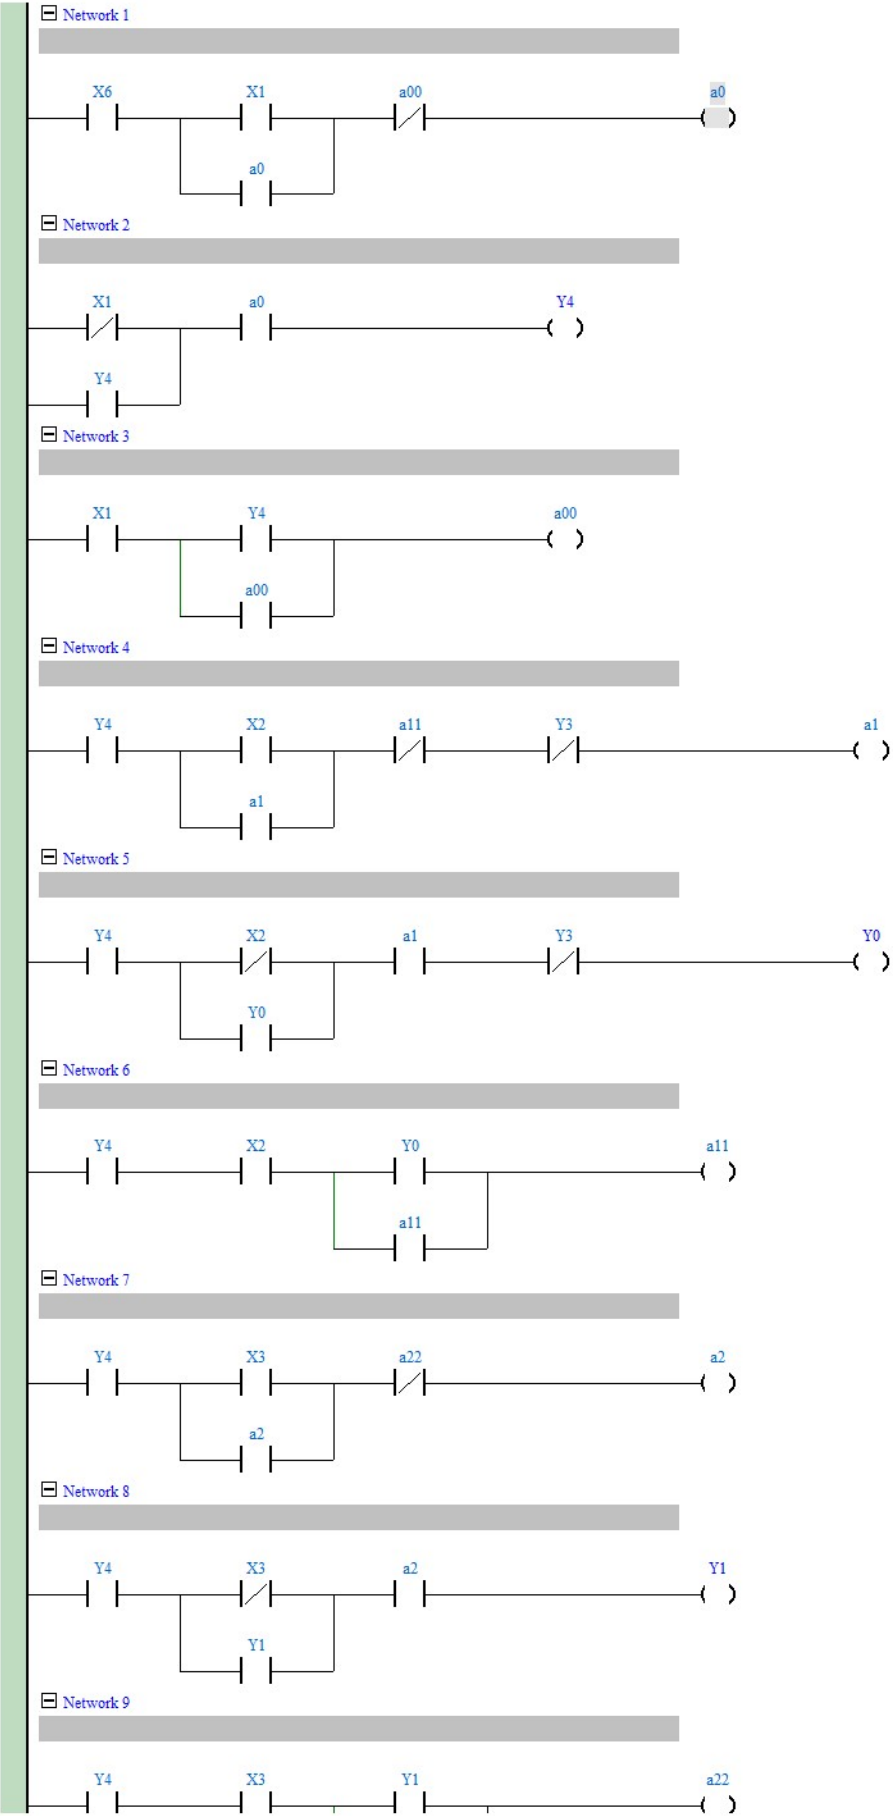 Network 1
X6 X1 a00 a0
a0
Network 2
X1 a0 Y4
Y4
Network 3
X1 Y4 a00
a00
Network 4
Y4 X2 a11 Y3 a1
a1
Network 5
Y4 X2 a1 Y3 Y0
Y0
Network 6
Y4 X2 Y0 a11
a11
Network 7
Y4 X3 a22 a2
a2
Network 8
Y4 X3 a2 Y1
Y1
Network 9
Y4 X3 Y1 a22